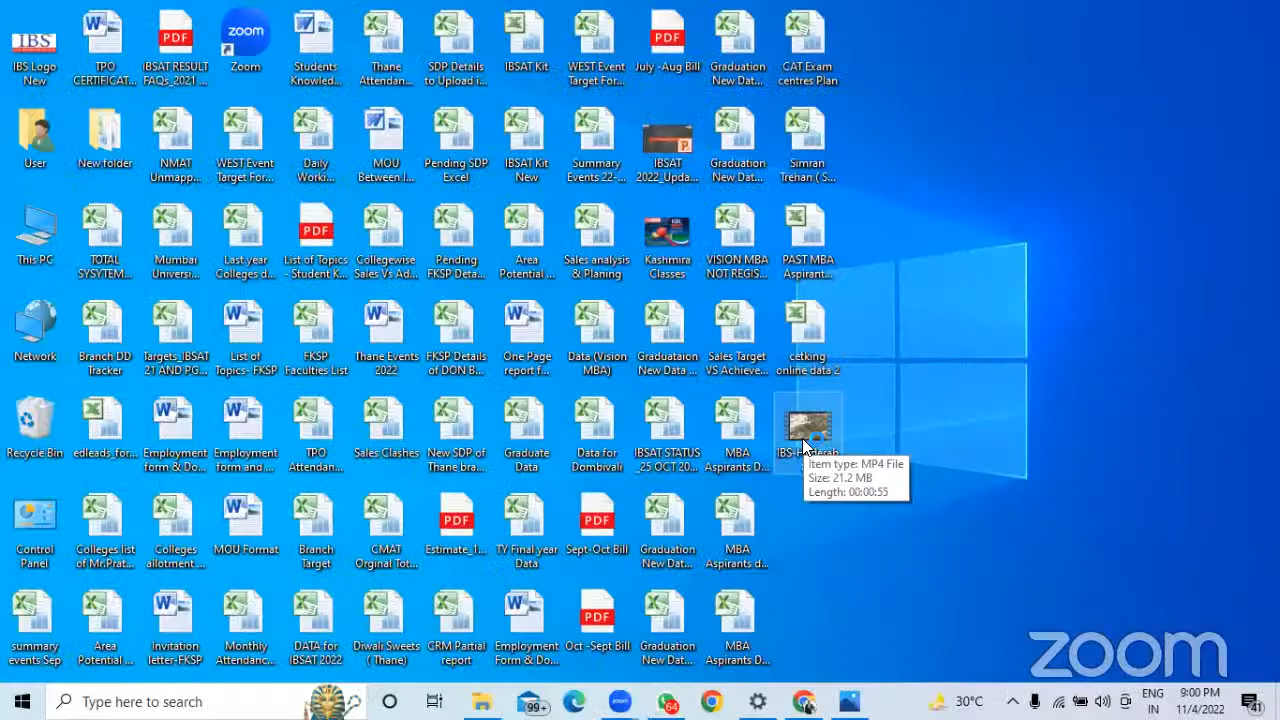 IBS
IBS Logo
New
TPO
CERTIFICAT...
PDF
IBSAT RESULT
FAQs_2021 ...
zoom
Zoom
Students
Knowled...
Thane
Attendan...
SDP Details
to Upload i...
IBSAT Kit
WEST Event
Target For...
PDF
July -Aug Bill
Graduation
New Dat...
CAT Exam
centres Plan
User
New folder
NMAT
Unmapp...
WEST Event
Target For...
Daily
Worki...
MOU
Between I...
Pending SDP
Excel
IBSAT Kit
New
Summary
Events 22-...
IBSAT
2022_Upda...
Graduation
New Dat...
Simran
Trehan ( S...
This PC
TOTAL
SYSYTEM...
Mumbai
Universi...
Last year
Colleges d...
PDF
List of Topics
- Student K...
Collegewise
Sales Vs Ad...
Pending
FKSP Deta...
Area
Potential ...
Sales analysis
& Planing
Kashmira
Classes
VISION MBA
NOT REGIS...
PAST MBA
Aspirant...
Network
Branch DD
Tracker
Targets_IBSAT
21 AND PG...
List of
Topics- FKSP
FKSP
Faculties List
Thane Events
2022
FKSP Details
of DON B...
One Page
report f...
Data (Vision
MBA)
Graduataion
New Data ...
Sales Target
VS Achieve...
cetking
online data 2
Recycle Bin
edleads_for...
Employment
form & Do...
Employment
form and ...
TPO
Attendan...
Sales Clashes
New SDP of
Thane bra...
Graduate
Data
Data for
Dombivali
IBSAT STATUS
_25 OCT 20...
MBA
Aspirants D...
Item type: MP4 File
Size: 21.2 MB
Length: 00:00:55
Control
Panel
Colleges list
of Mr.Prat...
Colleges
allotment ...
MOU Format
Branch
Target
CMAT
Orginal Tot...
PDF
Estimate_1...
TY Final year
Data
PDF
Sept-Oct Bill
Graduation
New Dat...
MBA
Aspirants d...
summary
events Sep
Area
Potential ...
Invitation
letter-FKSP
Monthly
Attendanc...
DATA for
IBSAT 2022
Diwali Sweets
( Thane)
CRM Partial
report
Employment
Form & Do...
PDF
Oct -Sept Bill
Graduation
New Dat...
MBA
Aspirants D...
zoom
Type here to search
99+
zoom
64
30°C
ENG
IN
9:00 PM
11/4/2022
41